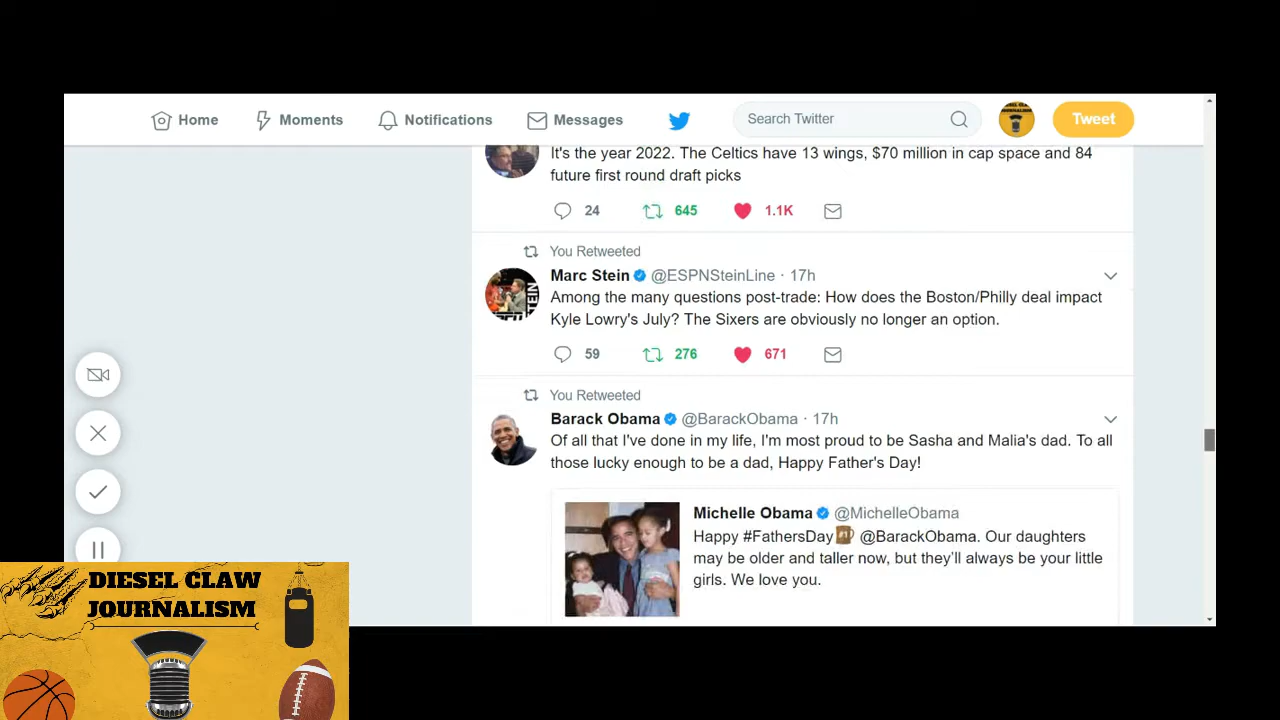 Home Moments Notifications Messages Search Twitter Tweet
It's the year 2022. The Celtics have 13 wings, $70 million in cap space and 84
future first round draft picks
24 645 1.1K
You Retweeted
Marc Stein @ESPNSteinLine · 17h
Among the many questions post-trade: How does the Boston/Philly deal impact
Kyle Lowry's July? The Sixers are obviously no longer an option.
59 276 671
You Retweeted
Barack Obama @BarackObama · 17h
Of all that I've done in my life, I'm most proud to be Sasha and Malia's dad. To all
those lucky enough to be a dad, Happy Father's Day!
Michelle Obama @MichelleObama
Happy #FathersDay @BarackObama. Our daughters
may be older and taller now, but they'll always be your little
girls. We love you.
DIESEL CLAW
JOURNALISM